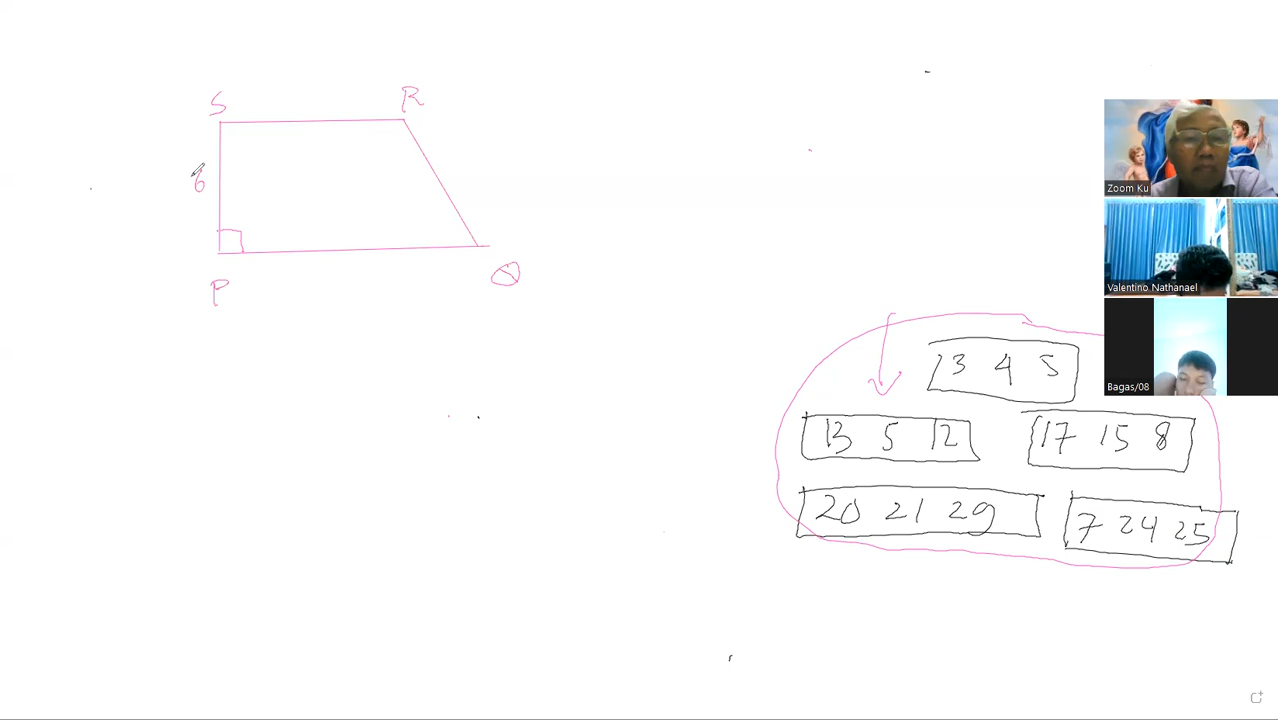 S R
6
P Q
3 4 5
13 5 12
17 15 8
20 21 29
7 24 25
Zoom Ku
Valentino Nathanael
Bagas/08